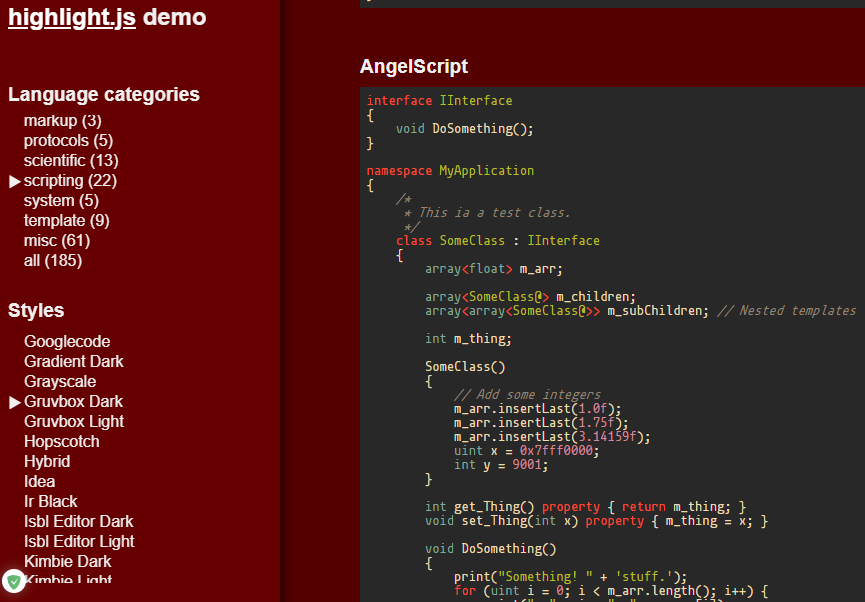 highlight.js demo
Language categories
markup (3)
protocols (5)
scientific (13)
scripting (22)
system (5)
template (9)
misc (61)
all (185)
Styles
Googlecode
Gradient Dark
Grayscale
Gruvbox Dark
Gruvbox Light
Hopscotch
Hybrid
Idea
Ir Black
Isbl Editor Dark
Isbl Editor Light
Kimbie Dark
Kimbie Light
AngelScript
interface IInterface
{
    void DoSomething();
}
namespace MyApplication
{
    /*
     * This ia a test class.
     */
    class SomeClass : IInterface
    {
        array<float> m_arr;
        array<SomeClass@> m_children;
        array<array<SomeClass@>> m_subChildren; // Nested templates
        int m_thing;
        SomeClass()
        {
            // Add some integers
            m_arr.insertLast(1.0f);
            m_arr.insertLast(1.75f);
            m_arr.insertLast(3.14159f);
            uint x = 0x7fff0000;
            int y = 9001;
        }
        int get_Thing() property { return m_thing; }
        void set_Thing(int x) property { m_thing = x; }
        void DoSomething()
        {
            print("Something! " + 'stuff.');
            for (uint i = 0; i < m_arr.length(); i++) {